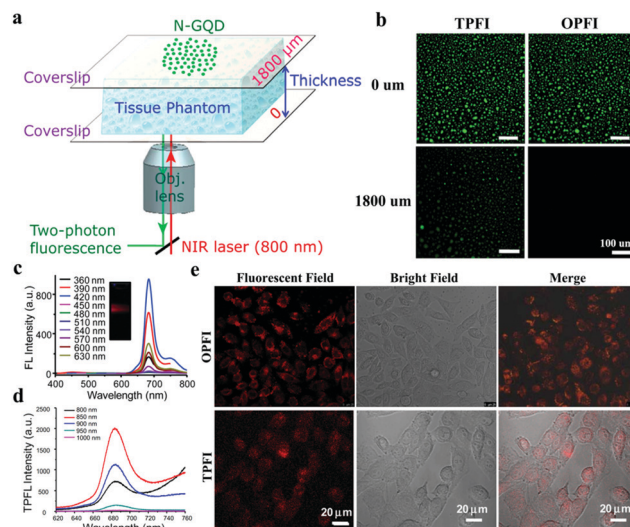 a
N-GQD
Coverslip
1800 μm
Thickness
Tissue Phantom
0
Coverslip
Obj.
lens
Two-photon
fluorescence
NIR laser (800 nm)
b
TPFI
OPFI
0 um
1800 um
100 um
c
FL Intensity (a.u.)
800
400
0
360 nm
390 nm
420 nm
450 nm
480 nm
510 nm
540 nm
570 nm
600 nm
630 nm
400
500
600
700
800
Wavelength (nm)
d
TPFL Intensity (a.u.)
2500
2000
1500
1000
500
0
800 nm
850 nm
900 nm
950 nm
1000 nm
620
640
660
680
700
720
740
760
Wavelength (nm)
e
Fluorescent Field
Bright Field
Merge
OPFI
TPFI
20 μm
20 μm
20 μm